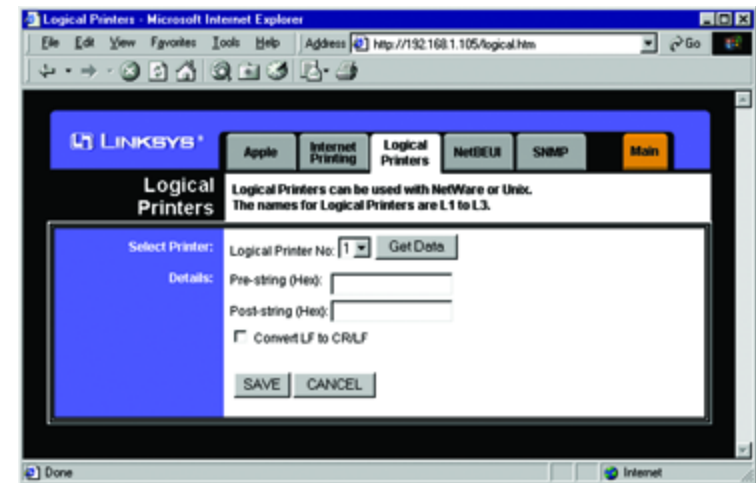 Logical Printers - Microsoft Internet Explorer
File Edit View Favorites Tools Help Address http://192.168.1.105/logical.htm Go
LINKSYS®
Apple Internet Printing Logical Printers NetBEUI SNMP Main
Logical Printers
Logical Printers can be used with NetWare or Unix.
The names for Logical Printers are L1 to L3.
Select Printer: Logical Printer No: 1 Get Data
Details: Pre-string (Hex):
Post-string (Hex):
Convert LF to CR/LF
SAVE CANCEL
Done Internet